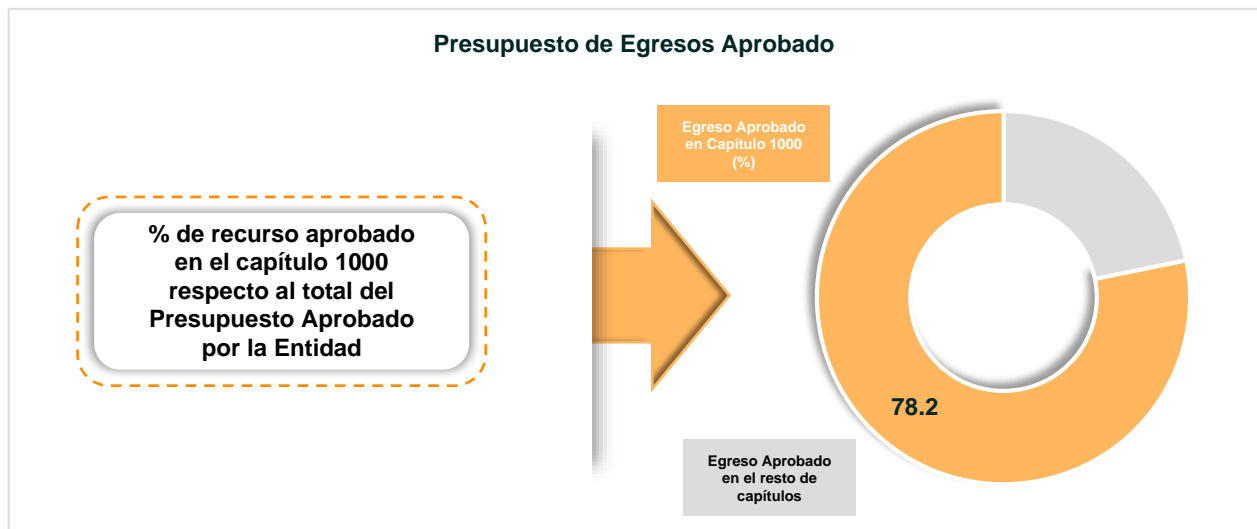 Presupuesto de Egresos Aprobado
Egreso Aprobado
en Capítulo 1000
(%)
% de recurso aprobado
en el capítulo 1000
respecto al total del
Presupuesto Aprobado
por la Entidad
78.2
Egreso Aprobado
en el resto de
capítulos